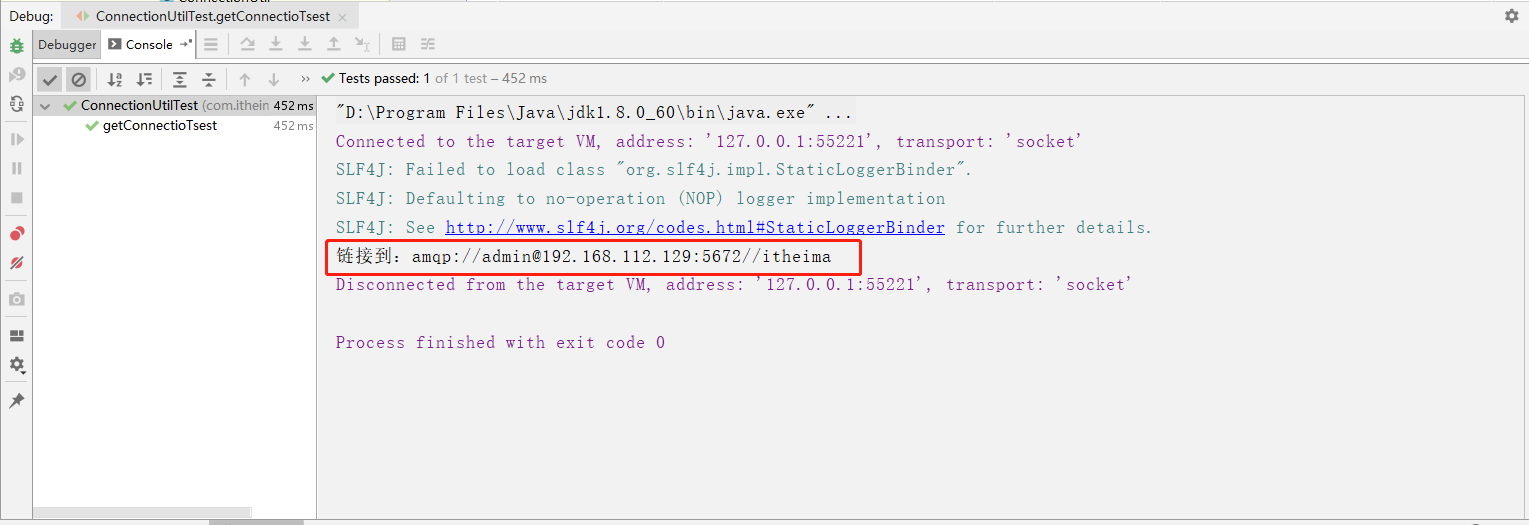 Debug:
ConnectionUtilTest.getConnectioTsest
Debugger
Console
Tests passed: 1 of 1 test – 452 ms
ConnectionUtilTest (com.ithein 452 ms
getConnectioTsest 452 ms
"D:\Program Files\Java\jdk1.8.0_60\bin\java.exe" ...
Connected to the target VM, address: '127.0.0.1:55221', transport: 'socket'
SLF4J: Failed to load class "org.slf4j.impl.StaticLoggerBinder".
SLF4J: Defaulting to no-operation (NOP) logger implementation
SLF4J: See http://www.slf4j.org/codes.html#StaticLoggerBinder for further details.
链接到：amqp://admin@192.168.112.129:5672//itheima
Disconnected from the target VM, address: '127.0.0.1:55221', transport: 'socket'
Process finished with exit code 0